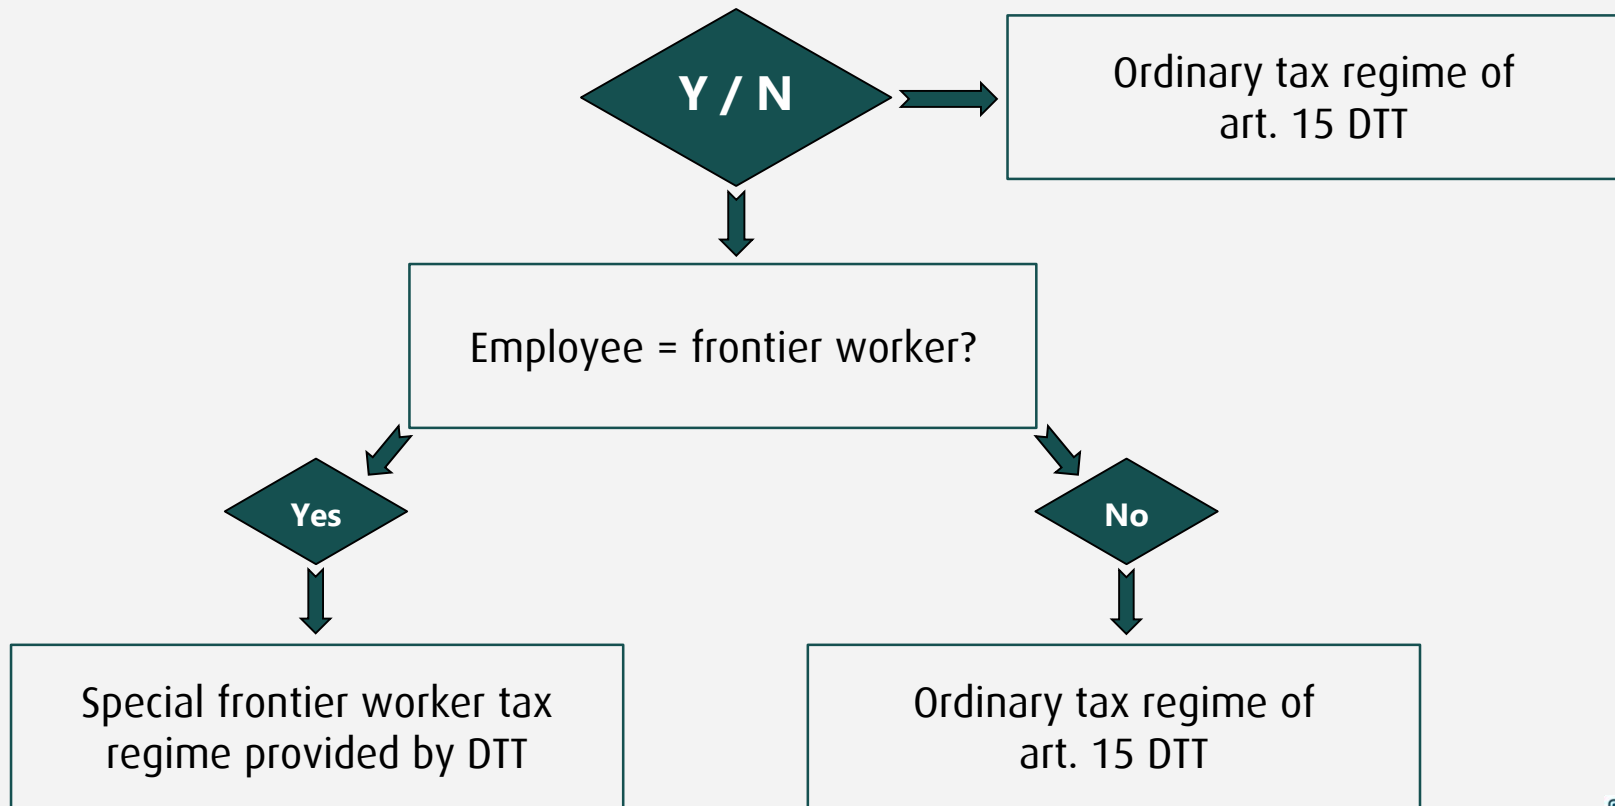 Y / N
Ordinary tax regime of
art. 15 DTT
Employee = frontier worker?
Yes
No
Special frontier worker tax
regime provided by DTT
Ordinary tax regime of
art. 15 DTT